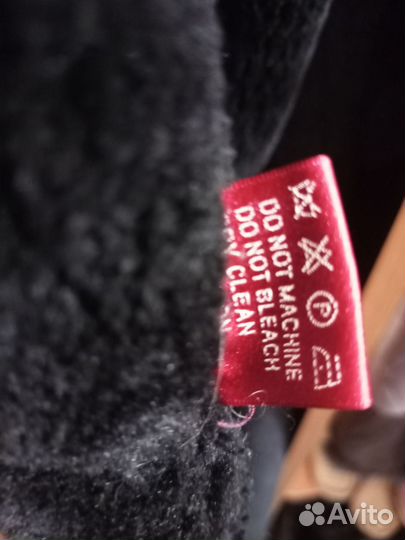 DO NOT MACHINE
DO NOT BLEACH
CLEAN
P
Avito